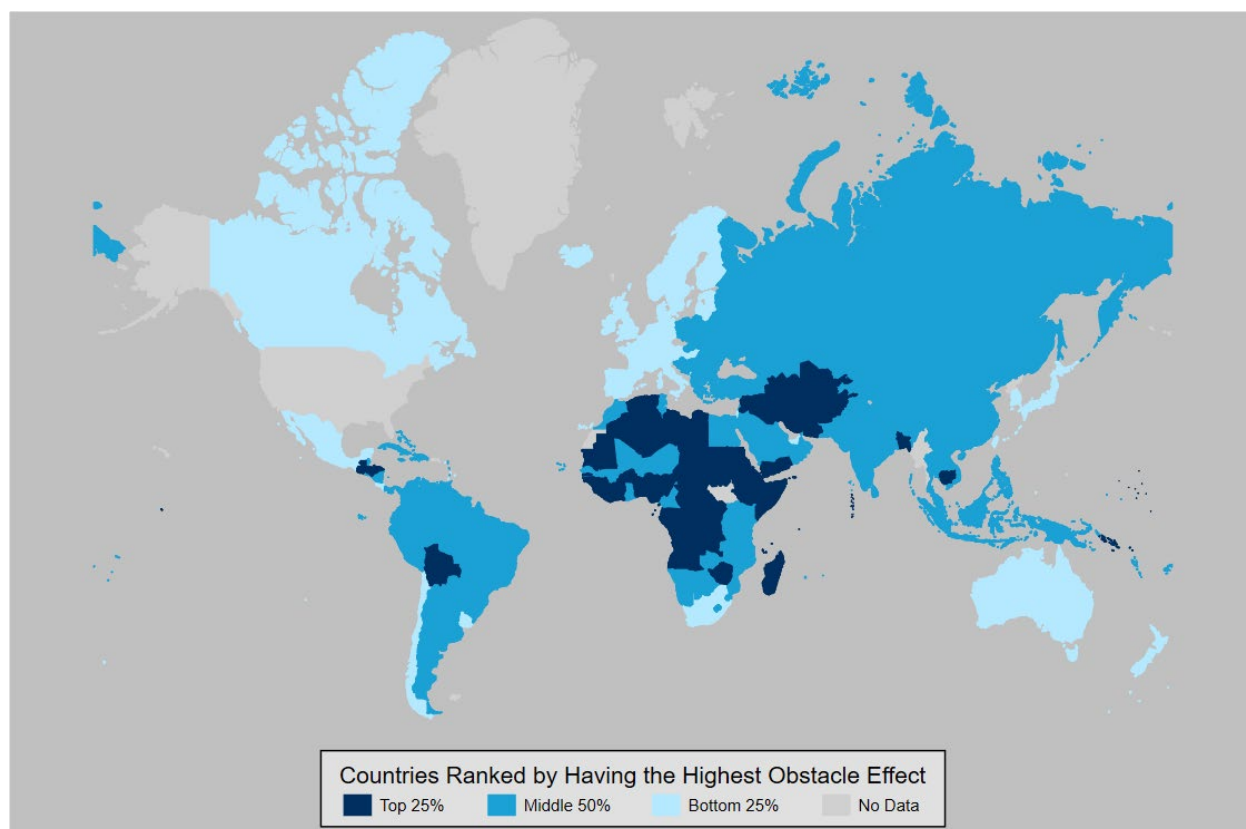 Countries Ranked by Having the Highest Obstacle Effect
Top 25% Middle 50% Bottom 25% No Data